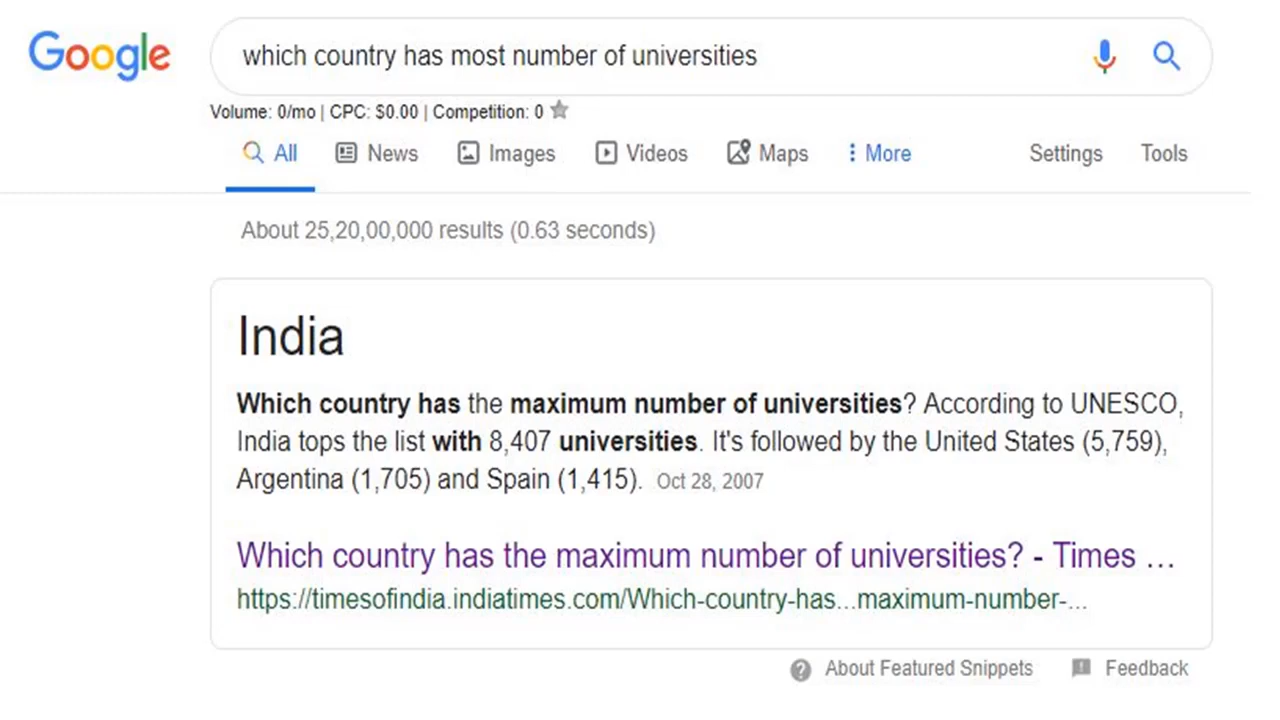 Google which country has most number of universities
Volume: 0/mo | CPC: $0.00 | Competition: 0
All News Images Videos Maps More Settings Tools
About 25,20,00,000 results (0.63 seconds)
India
Which country has the maximum number of universities? According to UNESCO,
India tops the list with 8,407 universities. It's followed by the United States (5,759),
Argentina (1,705) and Spain (1,415). Oct 28, 2007
Which country has the maximum number of universities? - Times ...
https://timesofindia.indiatimes.com/Which-country-has...maximum-number-...
About Featured Snippets Feedback